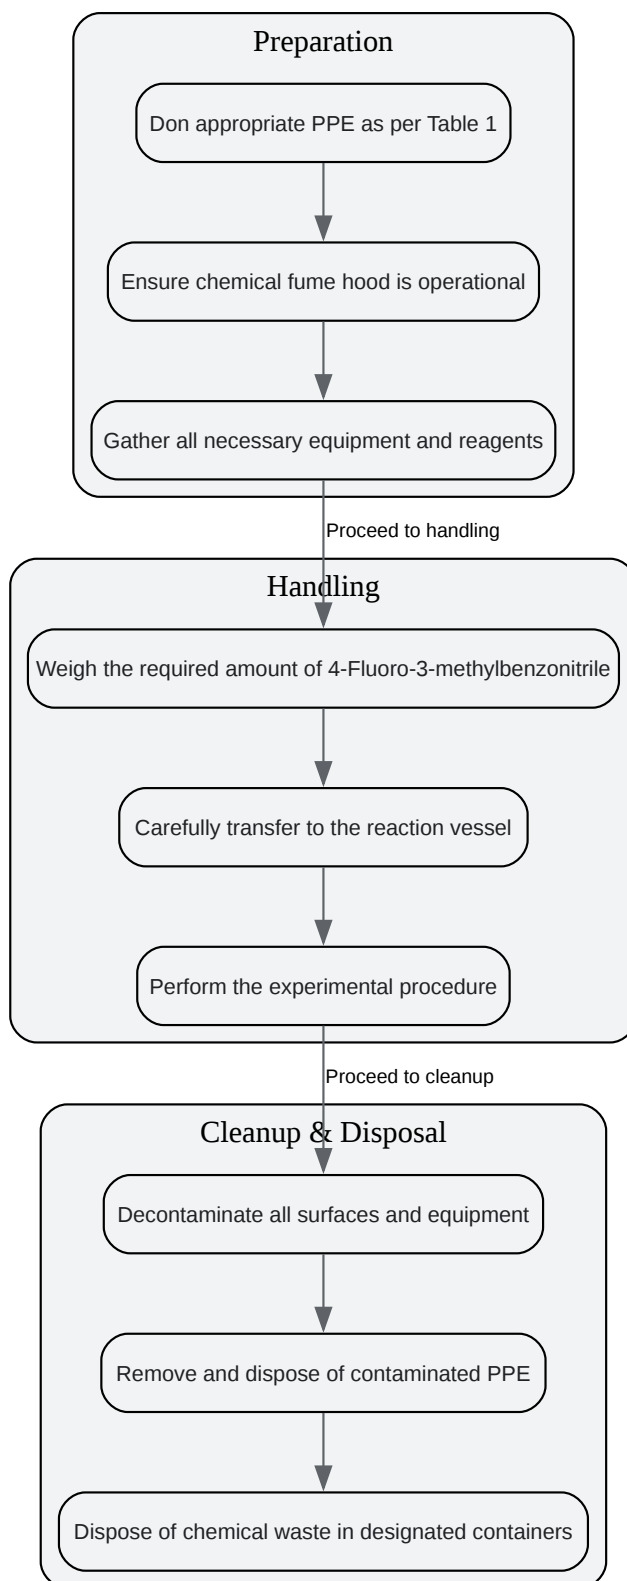 Preparation
Don appropriate PPE as per Table 1
Ensure chemical fume hood is operational
Gather all necessary equipment and reagents
Proceed to handling
Handling
Weigh the required amount of 4-Fluoro-3-methylbenzonitrile
Carefully transfer to the reaction vessel
Perform the experimental procedure
Proceed to cleanup
Cleanup & Disposal
Decontaminate all surfaces and equipment
Remove and dispose of contaminated PPE
Dispose of chemical waste in designated containers